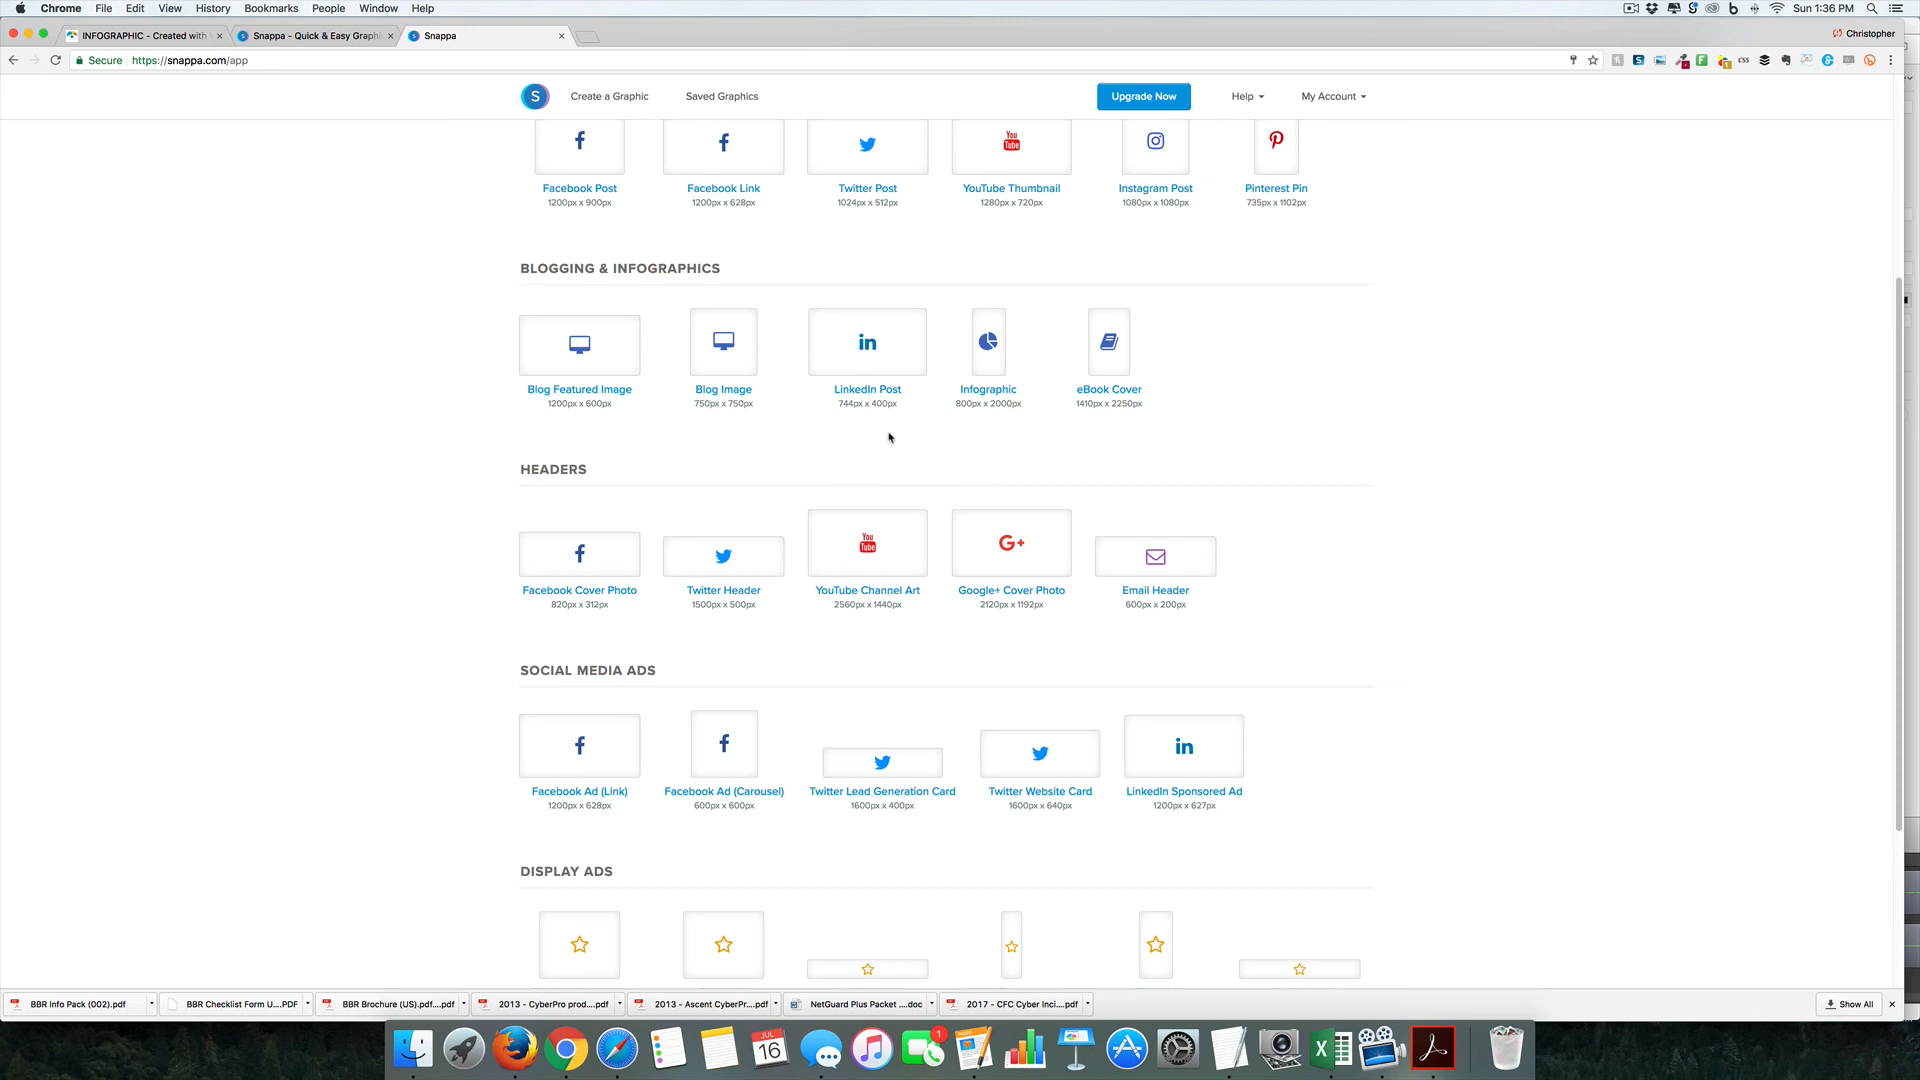 Chrome File Edit View History Bookmarks People Window Help
Sun 1:36 PM
INFOGRAPHIC - Created with
Snappa - Quick & Easy Graphi
Snappa
Christopher
Secure https://snappa.com/app
S Create a Graphic Saved Graphics Upgrade Now Help My Account
Facebook Post Facebook Link Twitter Post YouTube Thumbnail Instagram Post Pinterest Pin
1200px x 900px 1200px x 628px 1024px x 512px 1280px x 720px 1080px x 1080px 735px x 1102px
BLOGGING & INFOGRAPHICS
Blog Featured Image Blog Image LinkedIn Post Infographic eBook Cover
1200px x 600px 750px x 750px 744px x 400px 800px x 2000px 1410px x 2250px
HEADERS
Facebook Cover Photo Twitter Header YouTube Channel Art Google+ Cover Photo Email Header
820px x 312px 1500px x 500px 2560px x 1440px 2120px x 1192px 600px x 200px
SOCIAL MEDIA ADS
Facebook Ad (Link) Facebook Ad (Carousel) Twitter Lead Generation Card Twitter Website Card LinkedIn Sponsored Ad
1200px x 628px 600px x 600px 1600px x 400px 1600px x 640px 1200px x 627px
DISPLAY ADS
BBR Info Pack (002).pdf BBR Checklist Form U....PDF BBR Brochure (US).pdf....pdf 2013 - CyberPro prod....pdf 2013 - Ascent CyberPr....pdf NetGuard Plus Packet ....doc 2017 - CFC Cyber Inci....pdf Show All
JUL
16
1